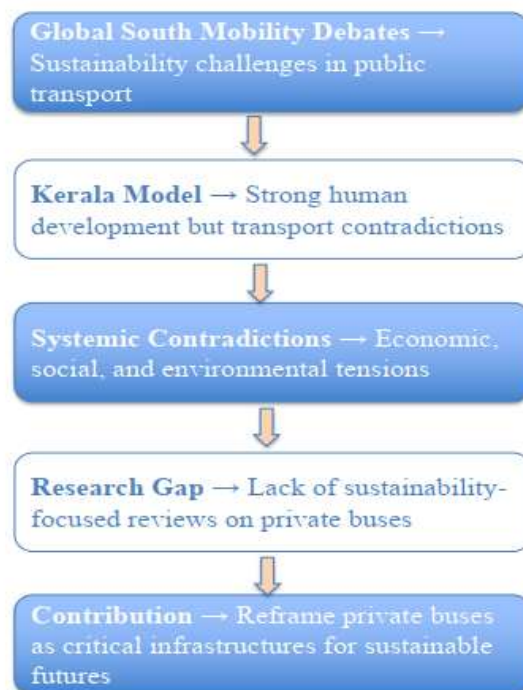 Global South Mobility Debates →
Sustainability challenges in public
transport
Kerala Model → Strong human
development but transport contradictions
Systemic Contradictions → Economic,
social, and environmental tensions
Research Gap → Lack of sustainability-
focused reviews on private buses
Contribution → Reframe private buses
as critical infrastructures for sustainable
futures